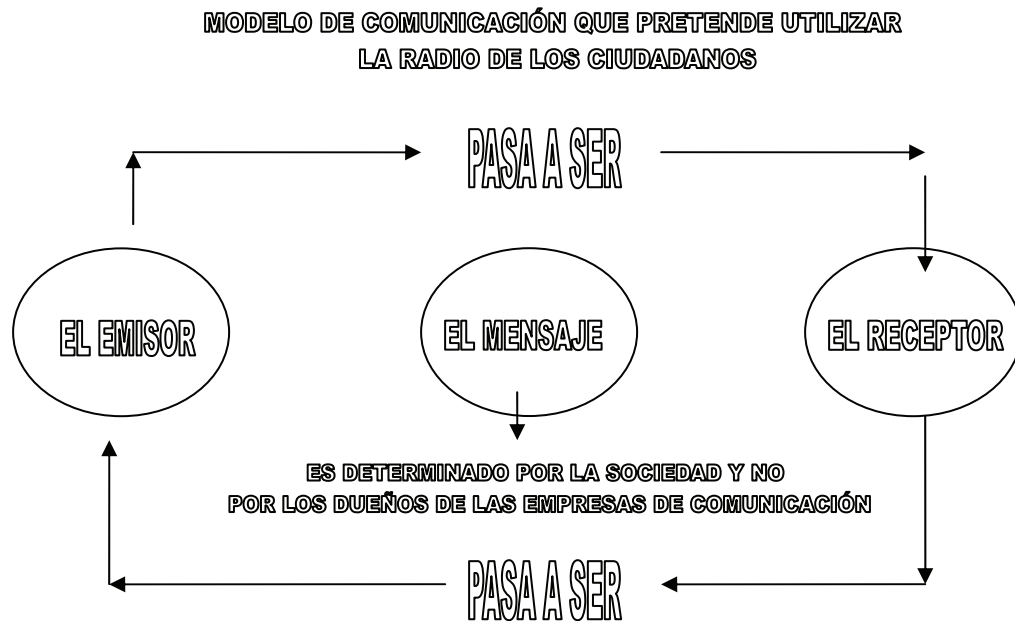 MODELO DE COMUNICACIÓN QUE PRETENDE UTILIZAR
LA RADIO DE LOS CIUDADANOS
PASA A SER
EL EMISOR
EL MENSAJE
EL RECEPTOR
ES DETERMINADO POR LA SOCIEDAD Y NO
POR LOS DUEÑOS DE LAS EMPRESAS DE COMUNICACIÓN
PASA A SER